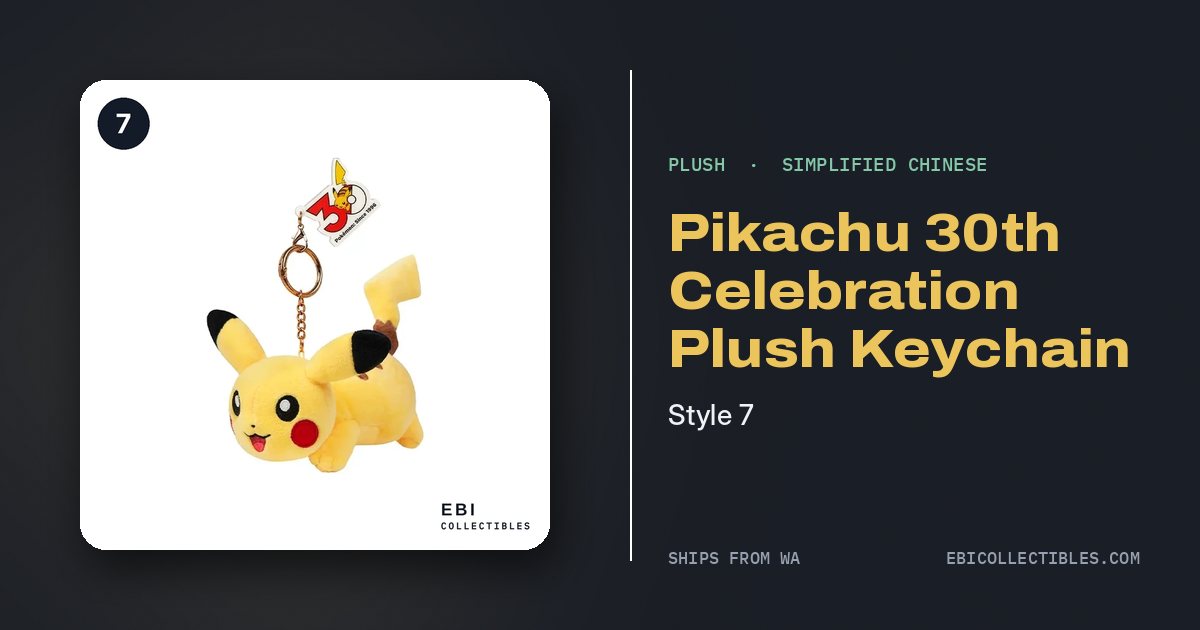 7
30
Pokémon Since 1996
EBI
COLLECTIBLES
PLUSH · SIMPLIFIED CHINESE
Pikachu 30th
Celebration
Plush Keychain
Style 7
SHIPS FROM WA
EBICOLLECTIBLES.COM